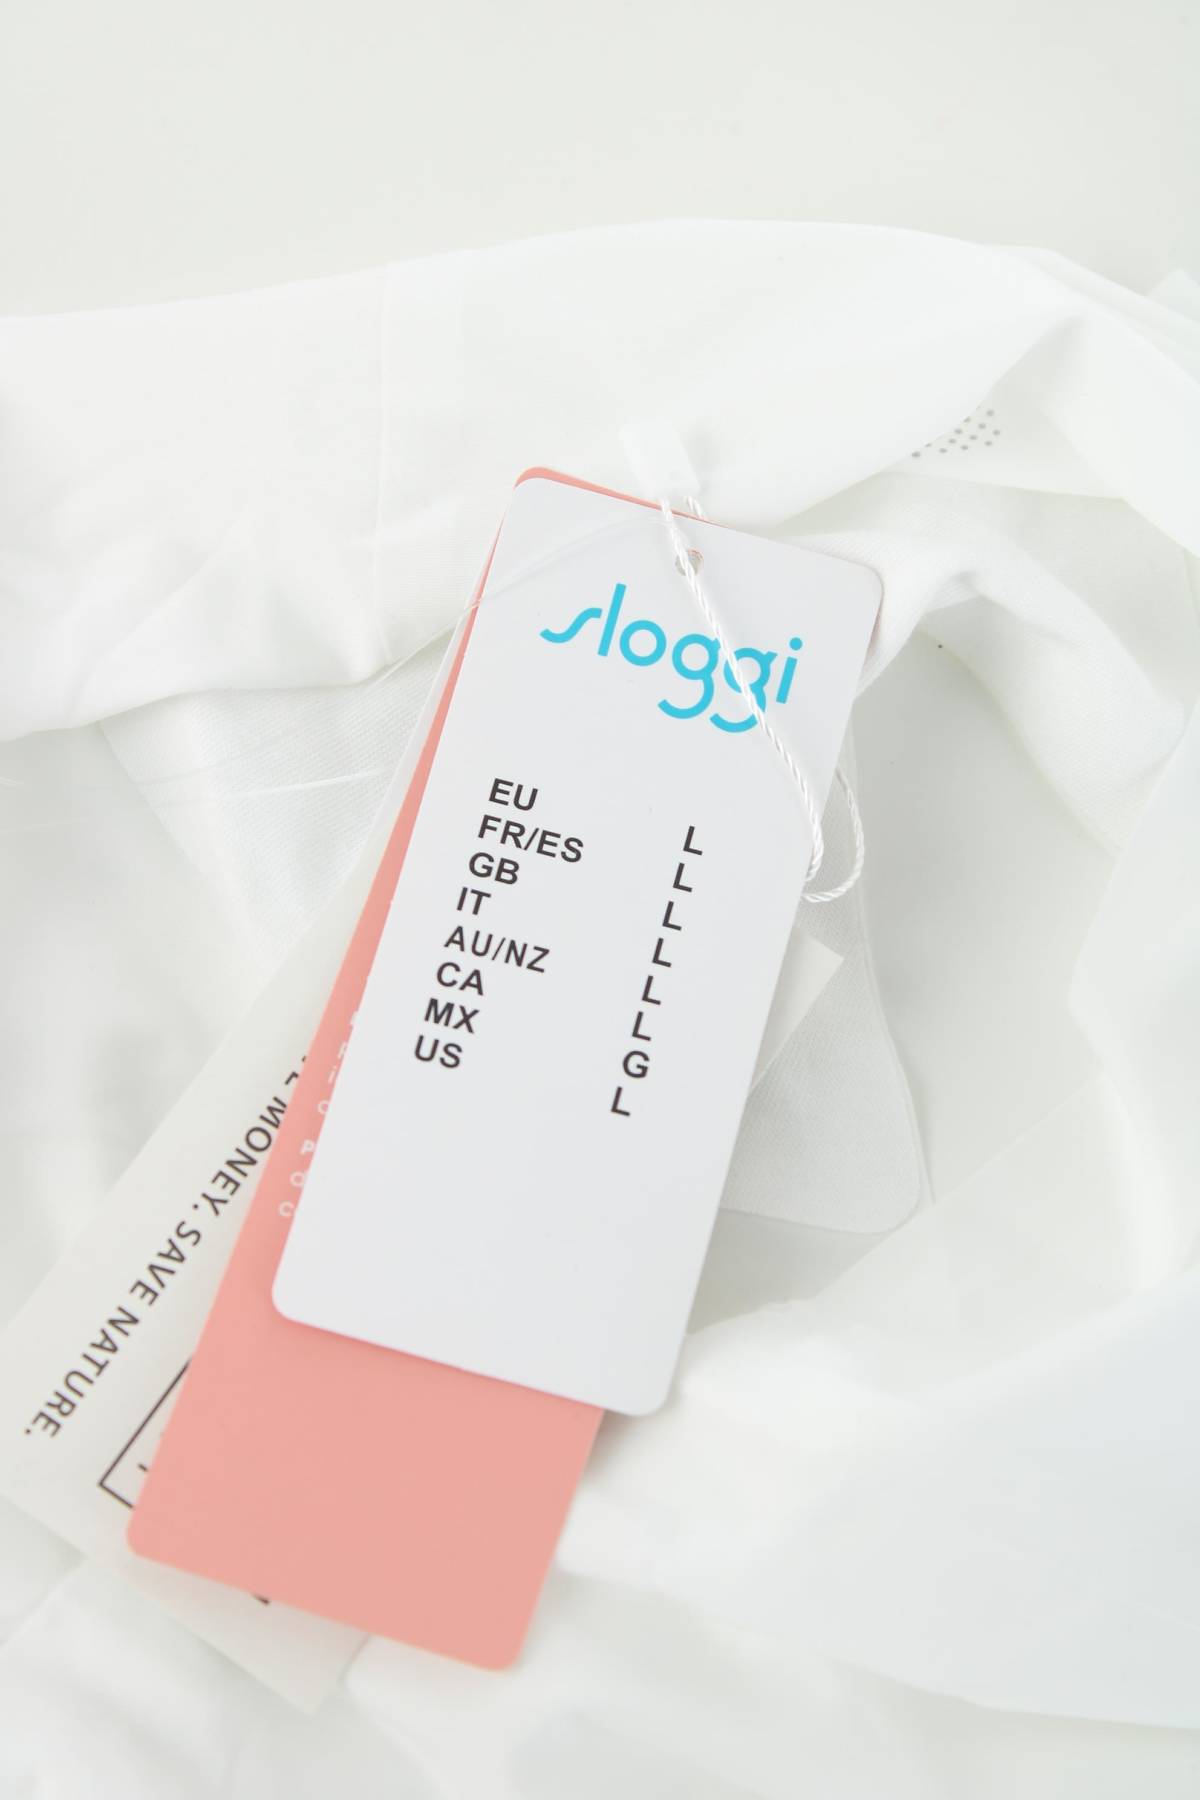 sloggi
EU L
FR/ES L
GB L
IT L
AU/NZ L
CA L
MX G
US L
MONEY. SAVE NATURE.